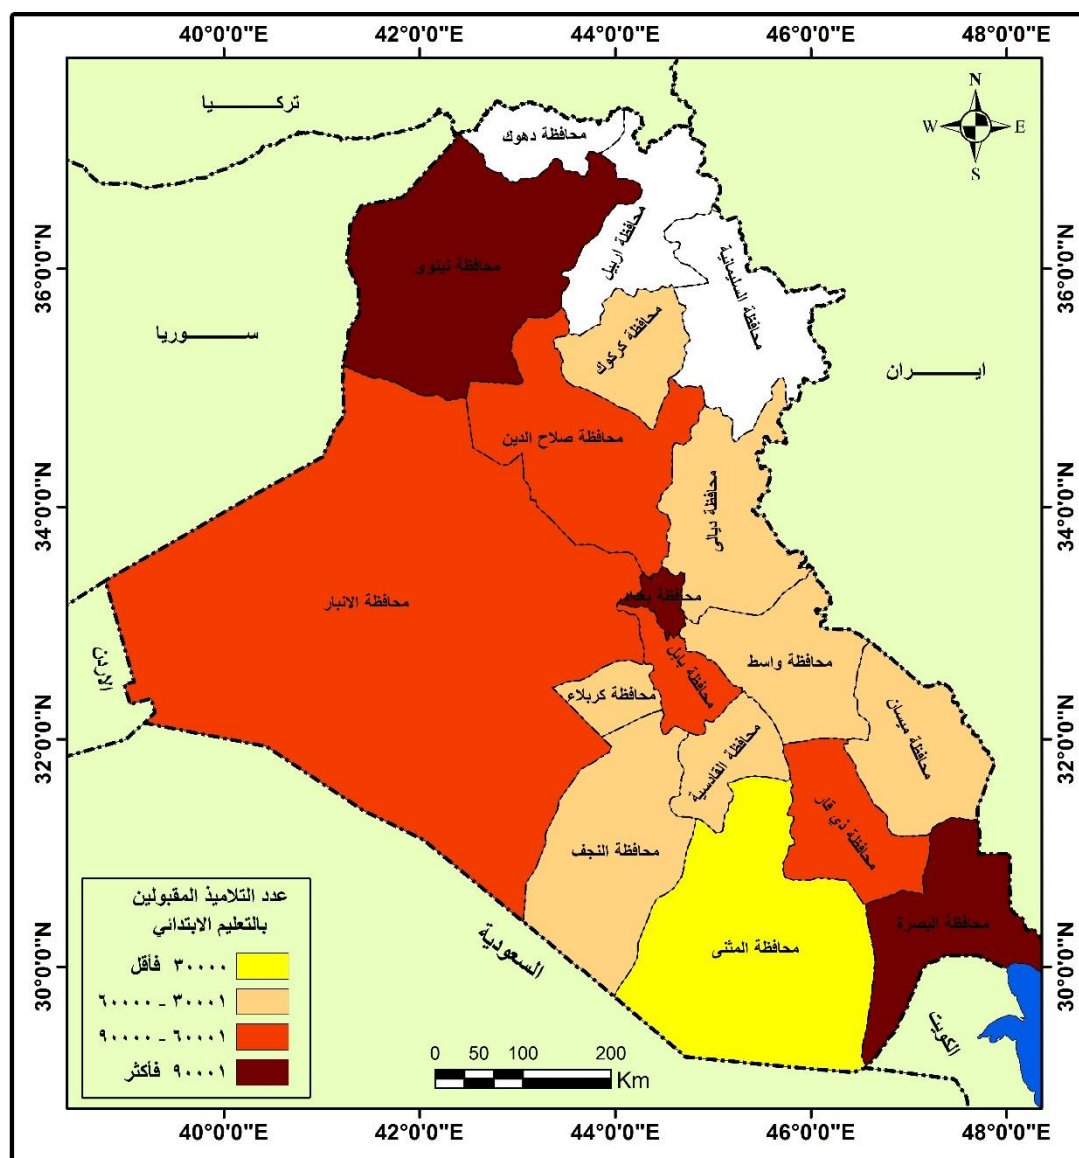 40°0'0"E 42°0'0"E 44°0'0"E 46°0'0"E 48°0'0"E
تركـــــيا
N
W E
S
محافظة دهوك
36°0'0"N
محافظة اربيل
محافظة السليمانية
محافظة نينوى
36°0'0"N
ســـــوريا
محافظة كركوك
ايـــــران
محافظة صلاح الدين
34°0'0"N
محافظة ديالى
34°0'0"N
محافظة بغداد
محافظة الانبار
الاردن
محافظة بابل
محافظة واسط
محافظة كربلاء
32°0'0"N
محافظة القادسية
محافظة ميسان
32°0'0"N
محافظة ذي قار
محافظة النجف
محافظة البصرة
محافظة المثنى
السعودية
30°0'0"N
30°0'0"N
الكويت
عدد التلاميذ المقبولين
بالتعليم الابتدائي
٣٠٠٠٠ فأقل
٣٠٠٠١ - ٦٠٠٠٠
٦٠٠٠١ - ٩٠٠٠٠
٩٠٠٠١ فأكثر
0 50 100 200
Km
40°0'0"E 42°0'0"E 44°0'0"E 46°0'0"E 48°0'0"E